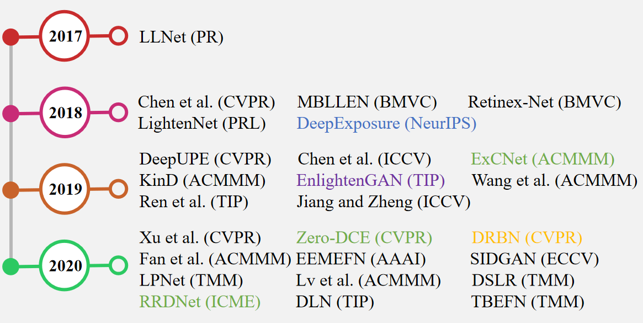 2017
LLNet (PR)
2018
Chen et al. (CVPR) MBLLEN (BMVC) Retinex-Net (BMVC)
LightenNet (PRL) DeepExposure (NeurIPS)
2019
DeepUPE (CVPR) Chen et al. (ICCV) ExCNet (ACMMM)
KinD (ACMMM) EnlightenGAN (TIP) Wang et al. (ACMMM)
Ren et al. (TIP) Jiang and Zheng (ICCV)
2020
Xu et al. (CVPR) Zero-DCE (CVPR) DRBN (CVPR)
Fan et al. (ACMMM) EEMEFN (AAAI) SIDGAN (ECCV)
LPNet (TMM) Lv et al. (ACMMM) DSLR (TMM)
RRDNet (ICME) DLN (TIP) TBEFN (TMM)